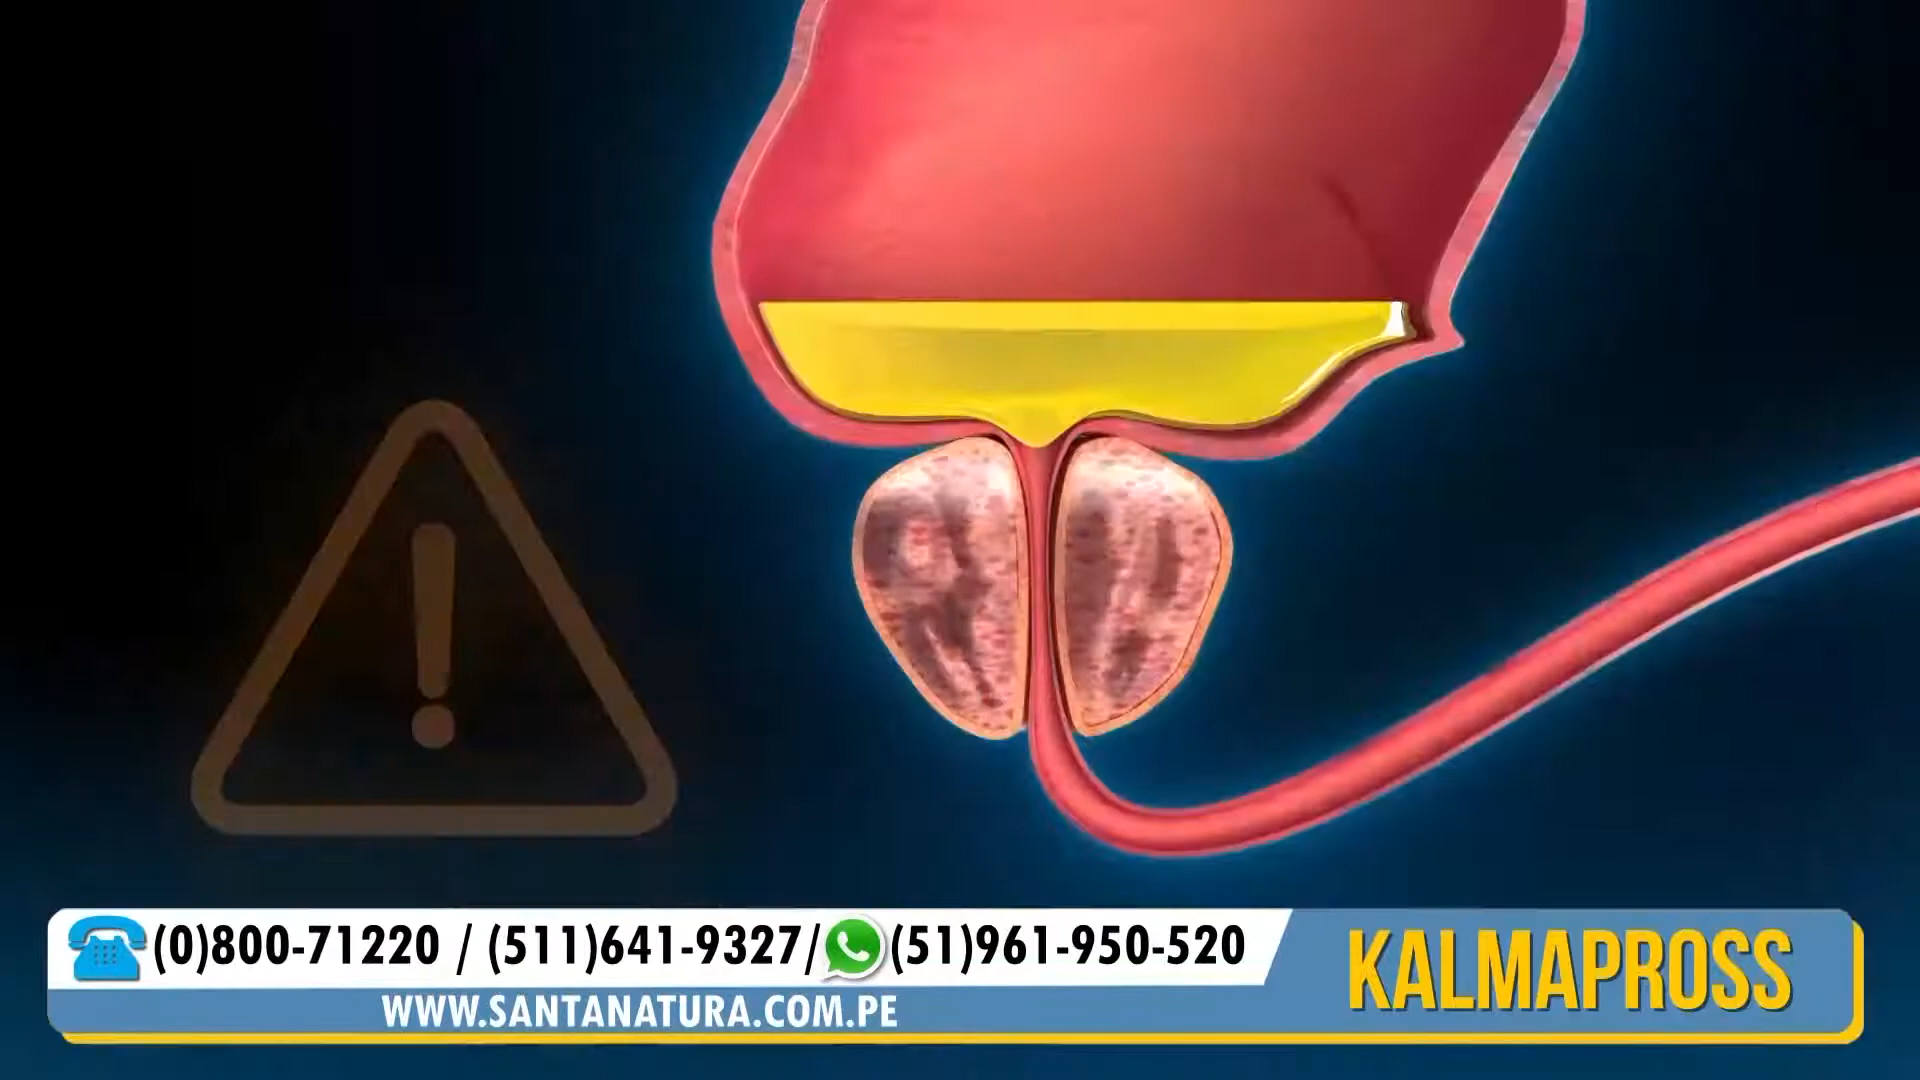 (0)800-71220 / (511)641-9327/ (51)961-950-520
WWW.SANTANATURA.COM.PE
KALMAPROSS